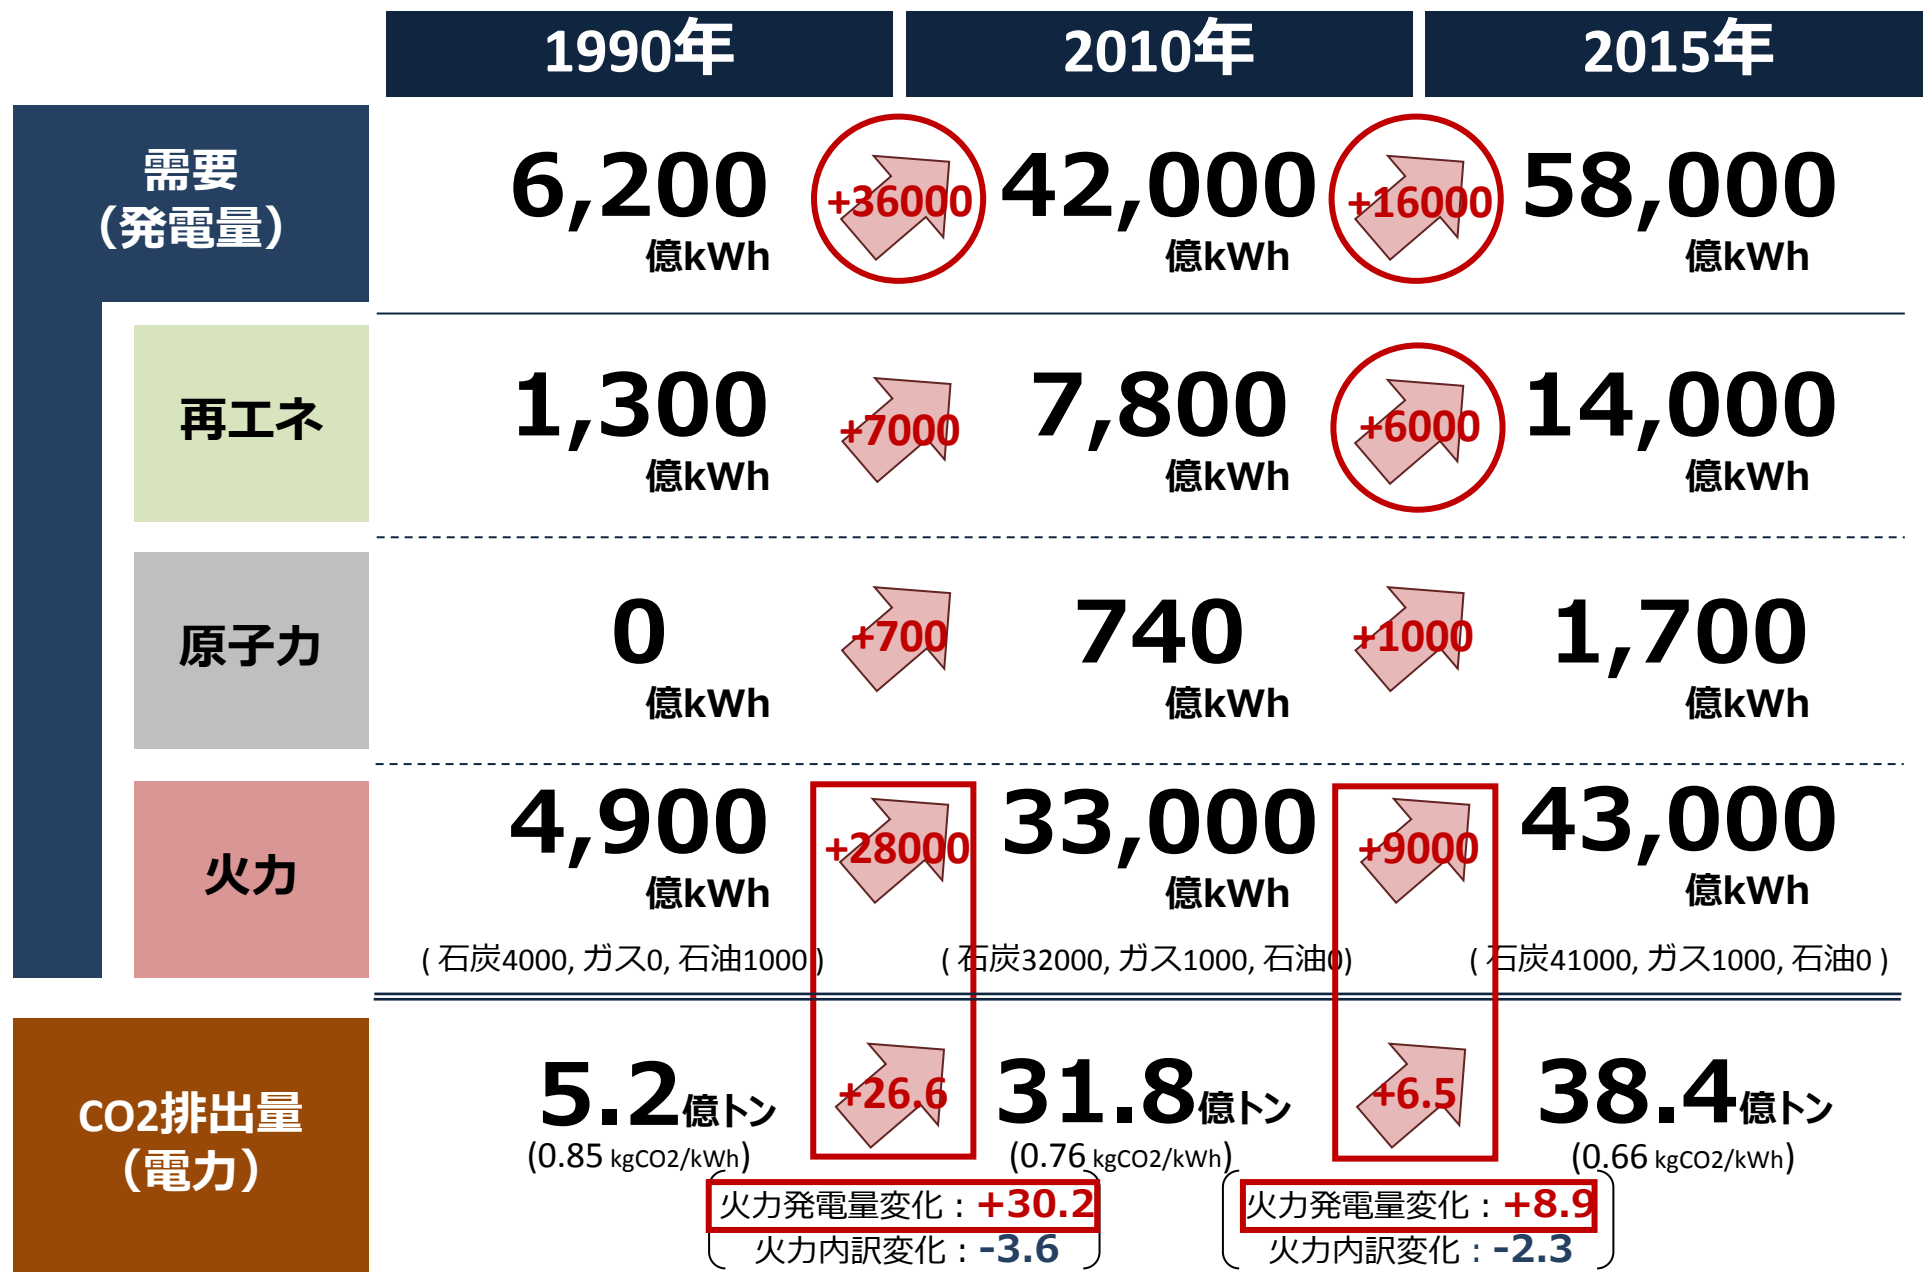 1990年
2010年
2015年
需要
（発電量）
6,200
億kWh
+36000
42,000
億kWh
+16000
58,000
億kWh
再エネ
1,300
億kWh
+7000
7,800
億kWh
+6000
14,000
億kWh
原子力
0
億kWh
+700
740
億kWh
+1000
1,700
億kWh
火力
4,900
億kWh
+28000
33,000
億kWh
+9000
43,000
億kWh
( 石炭4000, ガス0, 石油1000 )
( 石炭32000, ガス1000, 石油0)
( 石炭41000, ガス1000, 石油0 )
CO2排出量
（電力）
5.2億トン
(0.85 kgCO2/kWh)
+26.6
31.8億トン
(0.76 kgCO2/kWh)
+6.5
38.4億トン
(0.66 kgCO2/kWh)
火力発電量変化：+30.2
火力内訳変化：-3.6
火力発電量変化：+8.9
火力内訳変化：-2.3